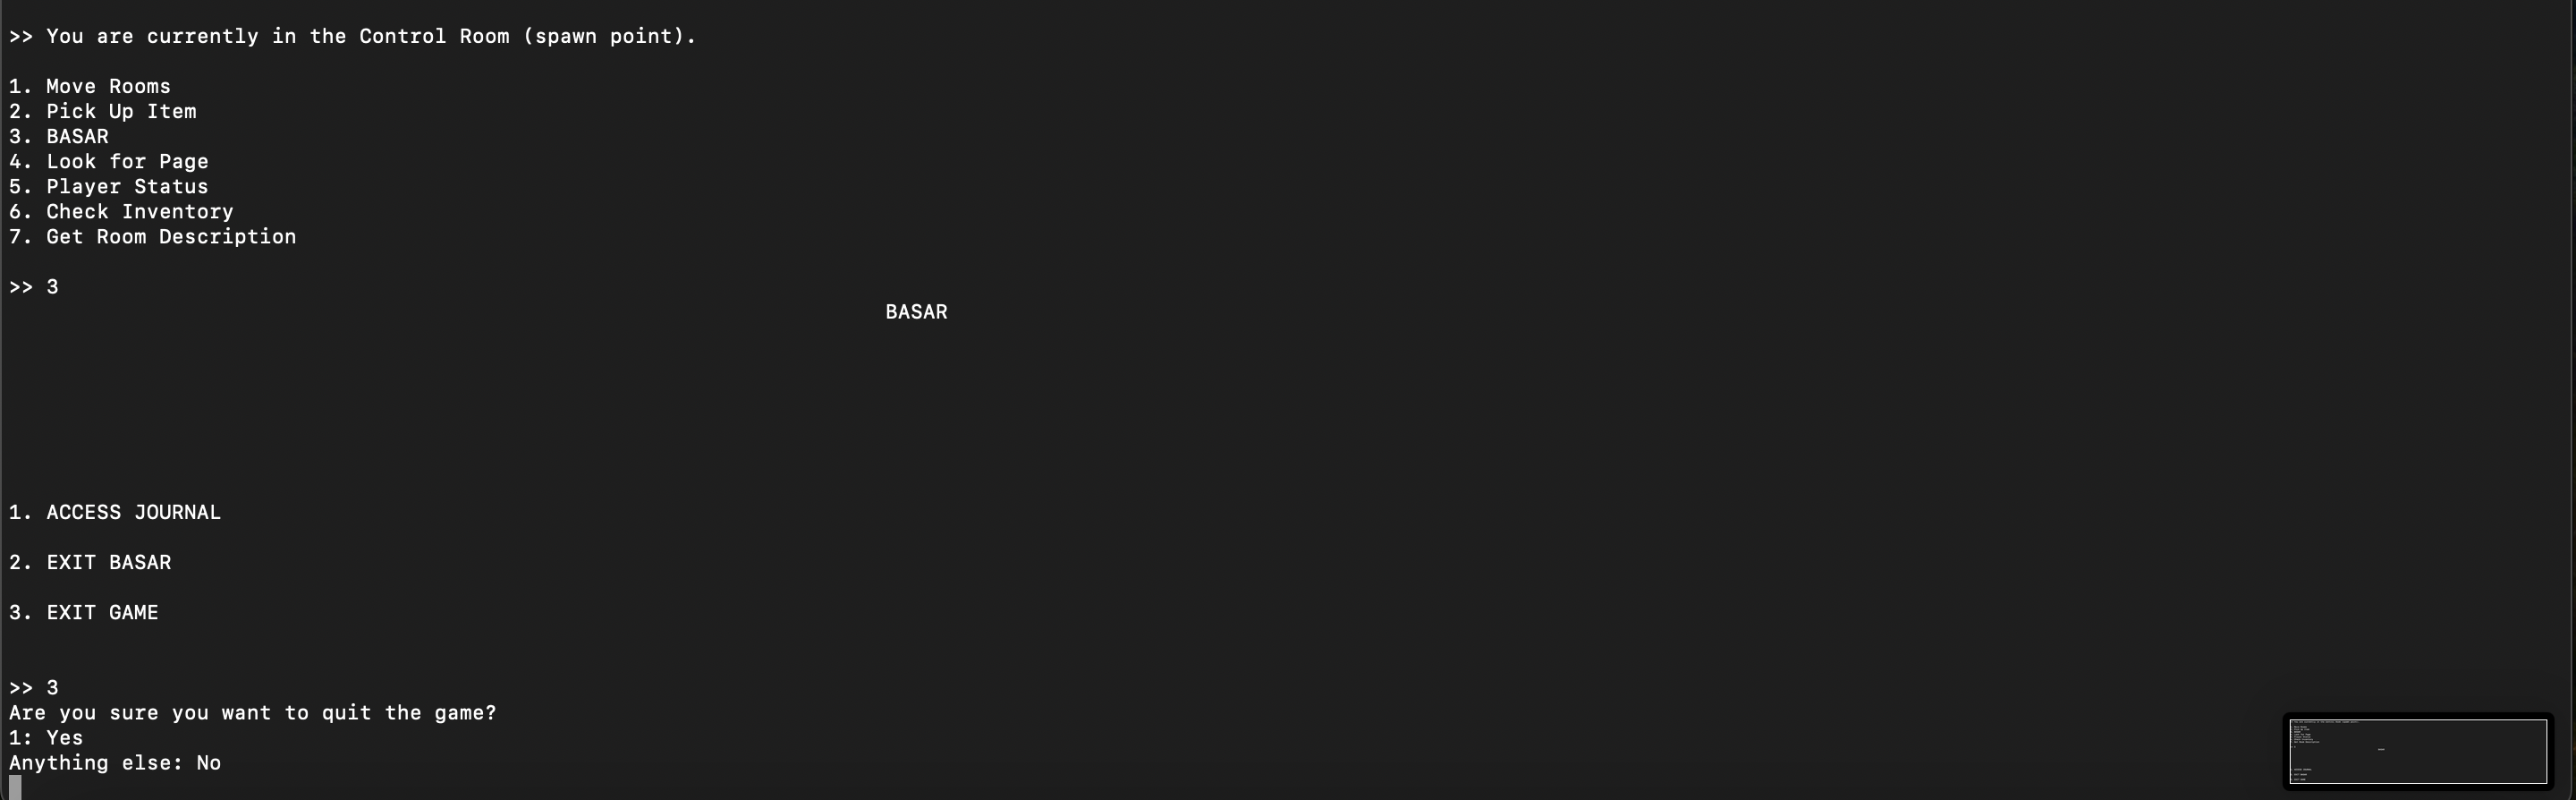 >> You are currently in the Control Room (spawn point).
1. Move Rooms
2. Pick Up Item
3. BASAR
4. Look for Page
5. Player Status
6. Check Inventory
7. Get Room Description
>> 3
BASAR
1. ACCESS JOURNAL
2. EXIT BASAR
3. EXIT GAME
>> 3
Are you sure you want to quit the game?
1: Yes
Anything else: No